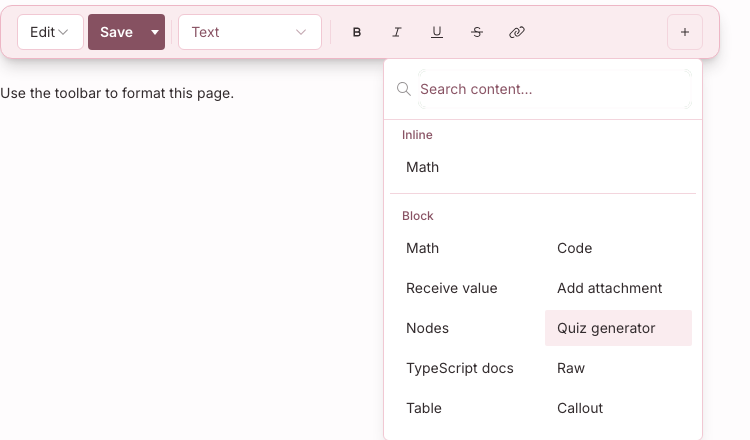 Edit Save Text B I U S +
Use the toolbar to format this page.
Search content...
Inline
Math
Block
Math Code
Receive value Add attachment
Nodes Quiz generator
TypeScript docs Raw
Table Callout